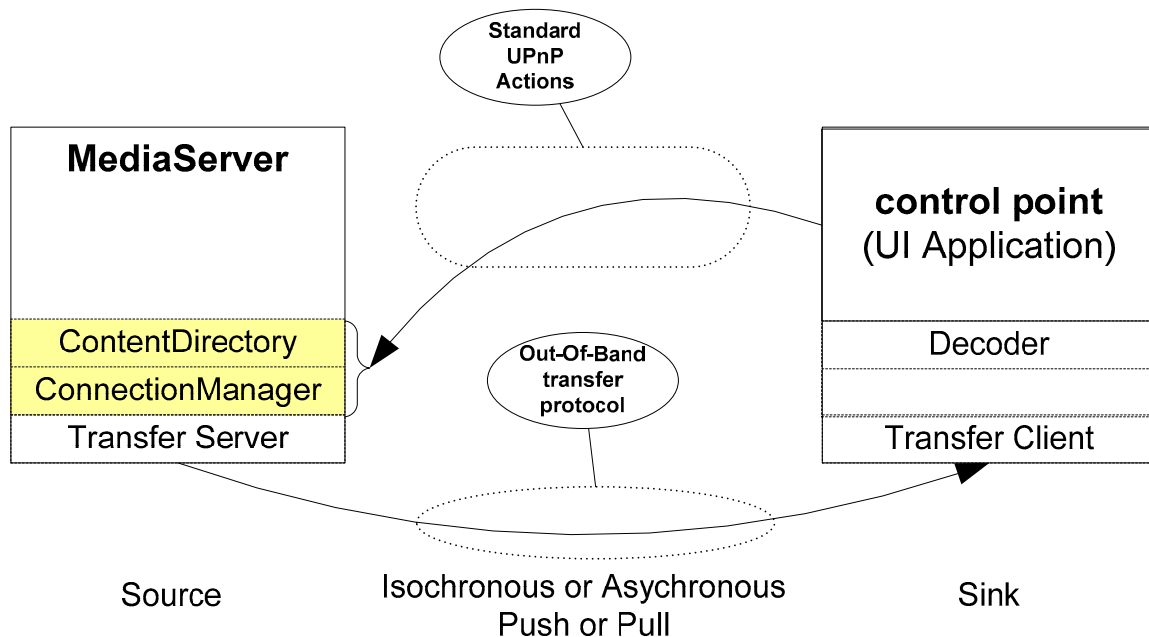 Standard
UPnP
Actions
MediaServer
control point
(UI Application)
ContentDirectory
ConnectionManager
Transfer Server
Out-Of-Band
transfer
protocol
Decoder
Transfer Client
Source
Isochronous or Asychronous
Push or Pull
Sink